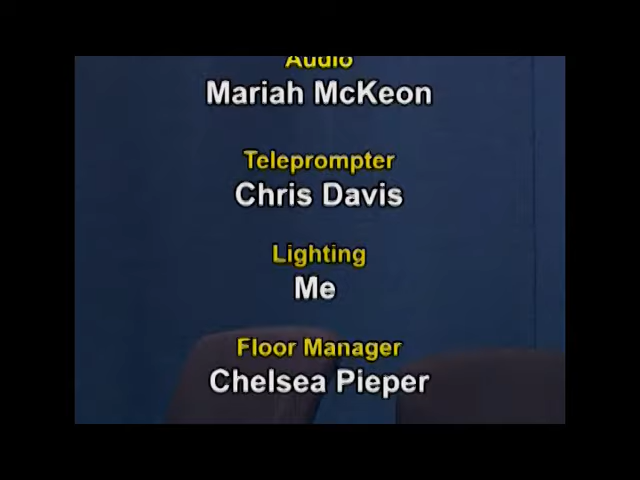 Audio
Mariah McKeon
Teleprompter
Chris Davis
Lighting
Me
Floor Manager
Chelsea Pieper